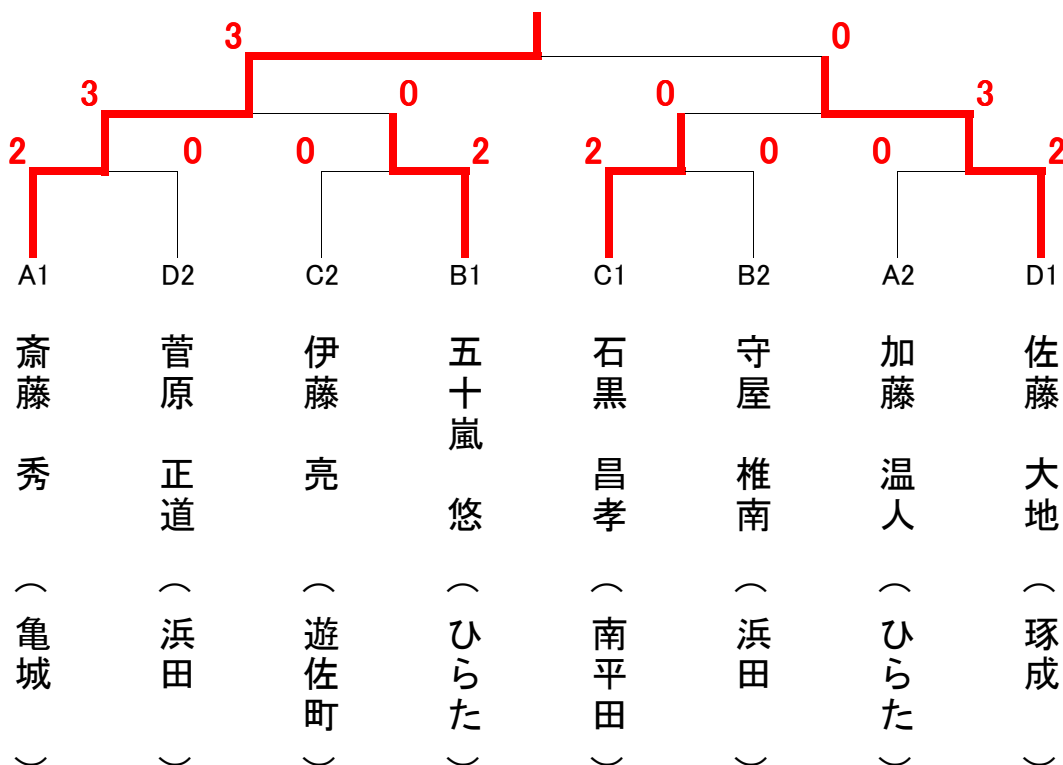 3 0
3 0 0 3
2 0 0 2 2 0 0 2
A1 D2 C2 B1 C1 B2 A2 D1
斎藤 秀 （亀城）
菅原 正道 （浜田）
伊藤 亮 （遊佐町）
五十嵐 悠 （ひらた）
石黒 昌孝 （南平田）
守屋 椎南 （浜田）
加藤 温人 （ひらた）
佐藤 大地 （琢成）